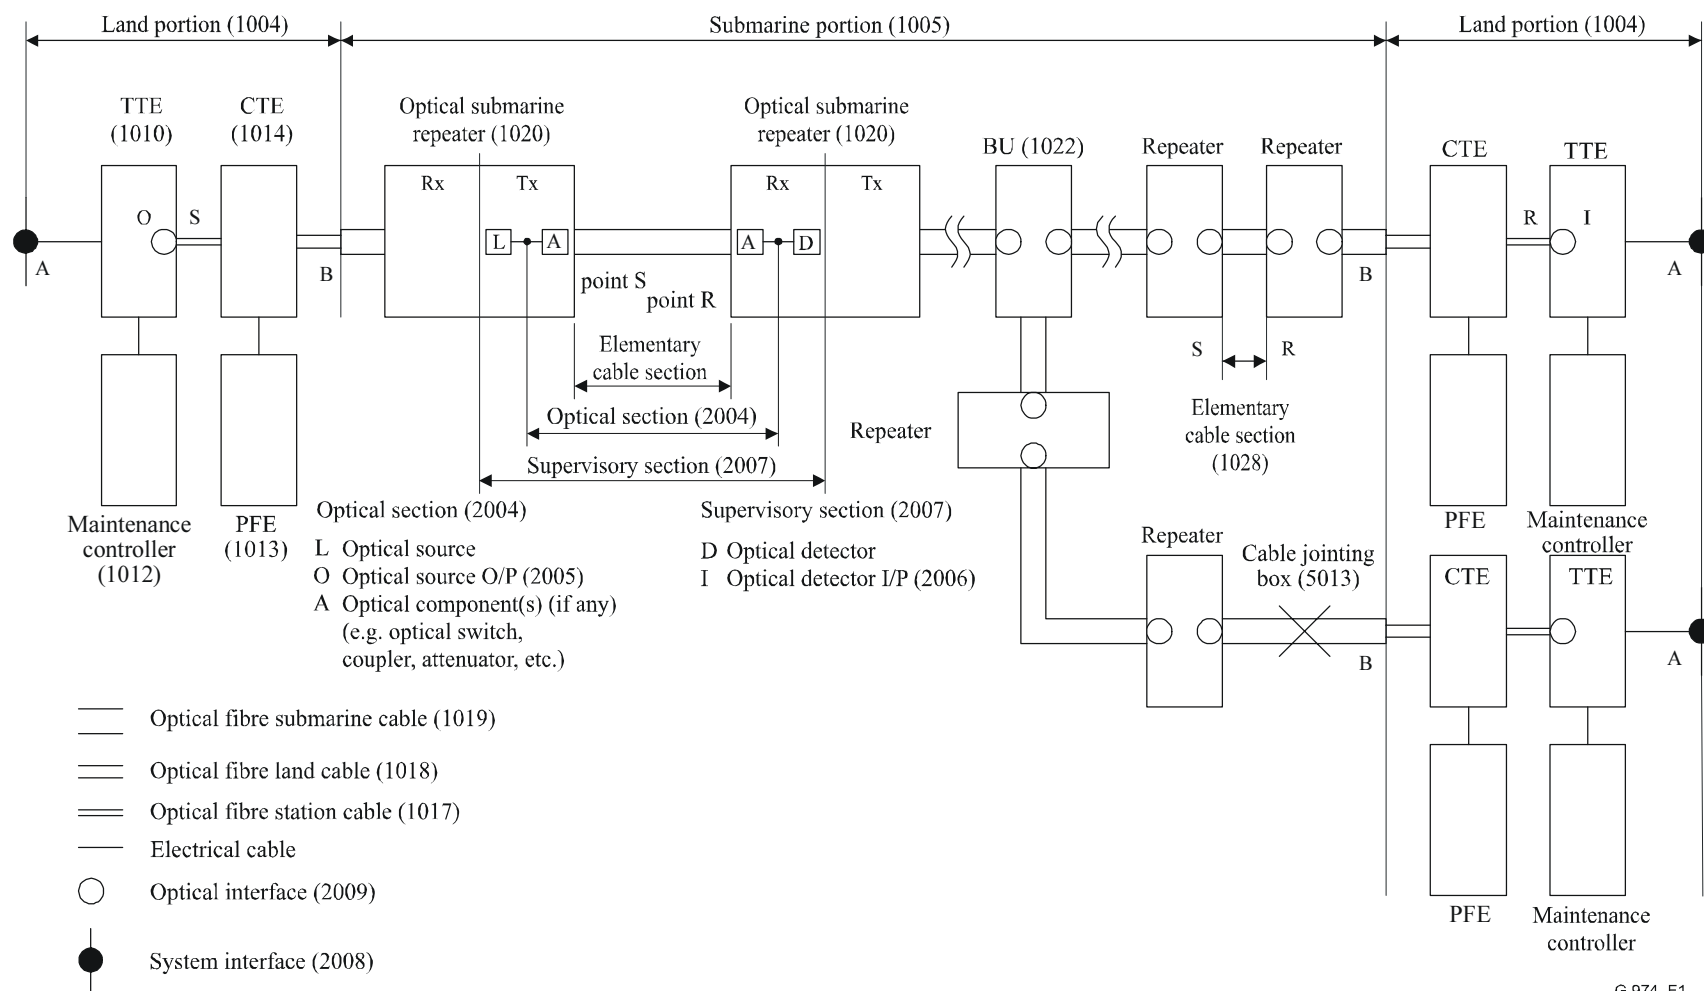 Land portion (1004)
Submarine portion (1005)
Land portion (1004)
TTE
(1010)
CTE
(1014)
Optical submarine
repeater (1020)
Optical submarine
repeater (1020)
BU (1022)
Repeater
Repeater
CTE
TTE
Rx
Tx
Rx
Tx
O
S
L
A
A
D
R
I
A
B
B
A
point S
point R
Elementary
cable section
S
R
Optical section (2004)
Repeater
Elementary
cable section
(1028)
Supervisory section (2007)
Maintenance
controller
(1012)
PFE
(1013)
PFE
Maintenance
controller
Optical section (2004)
L Optical source
O Optical source O/P (2005)
A Optical component(s) (if any)
(e.g. optical switch,
coupler, attenuator, etc.)
Supervisory section (2007)
D Optical detector
I Optical detector I/P (2006)
Repeater
Cable jointing
box (5013)
CTE
TTE
B
A
Optical fibre submarine cable (1019)
Optical fibre land cable (1018)
Optical fibre station cable (1017)
Electrical cable
Optical interface (2009)
System interface (2008)
PFE
Maintenance
controller